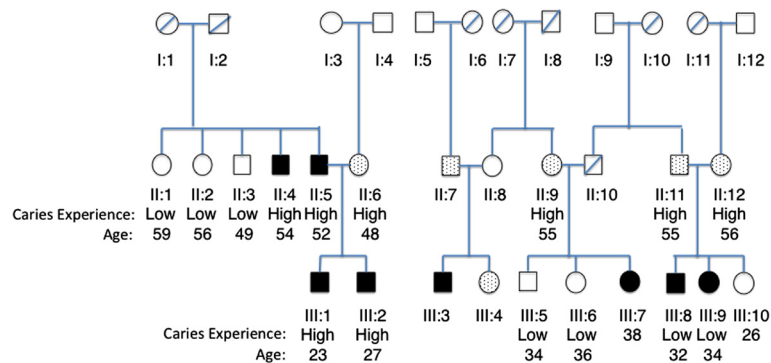 I:1 I:2 I:3 I:4 I:5 I:6 I:7 I:8 I:9 I:10 I:11 I:12
II:1 II:2 II:3 II:4 II:5 II:6 II:7 II:8 II:9 II:10 II:11 II:12
Caries Experience: Low Low Low High High High High High High
Age: 59 56 49 54 52 48 55 55 56
III:1 III:2 III:3 III:4 III:5 III:6 III:7 III:8 III:9 III:10
Caries Experience: High High Low Low 38 Low Low 26
Age: 23 27 34 36 32 34